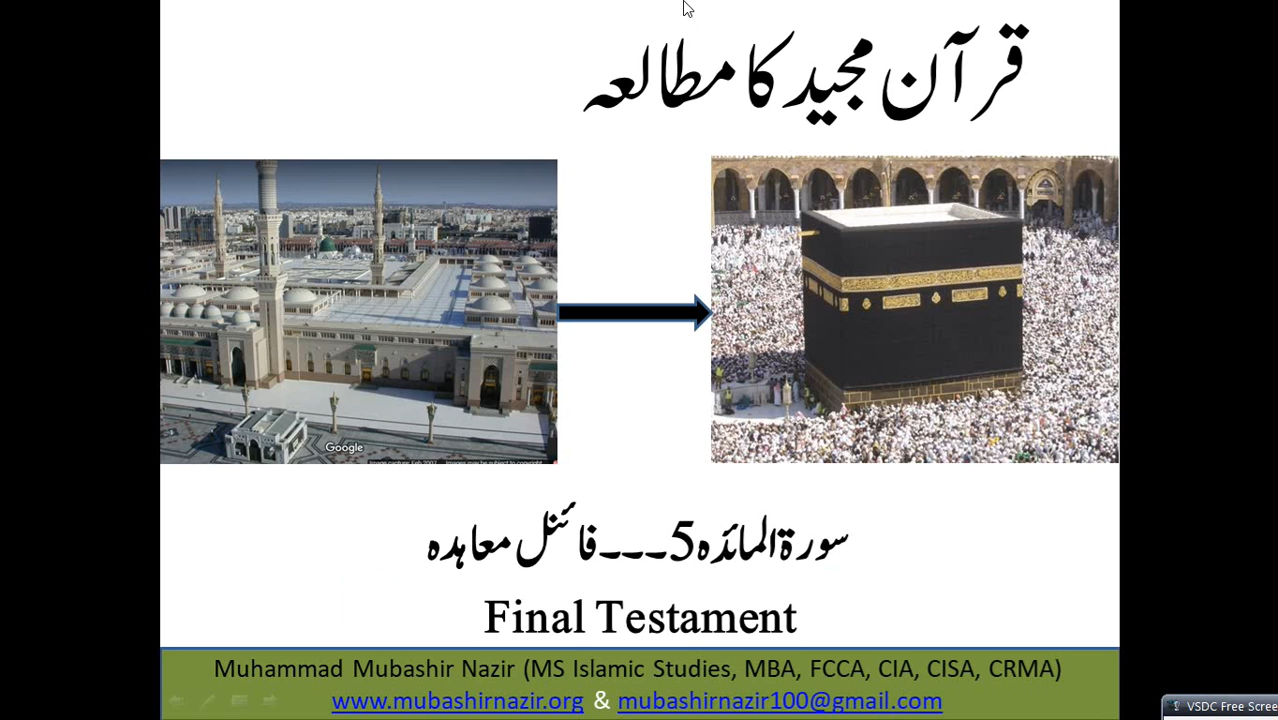 قرآن مجید کا مطالعہ
Google
سورۃ المائدہ 5۔۔۔فائنل معاہدہ
Final Testament
Muhammad Mubashir Nazir (MS Islamic Studies, MBA, FCCA, CIA, CISA, CRMA)
www.mubashirnazir.org & mubashirnazir100@gmail.com
VSDC Free Scree